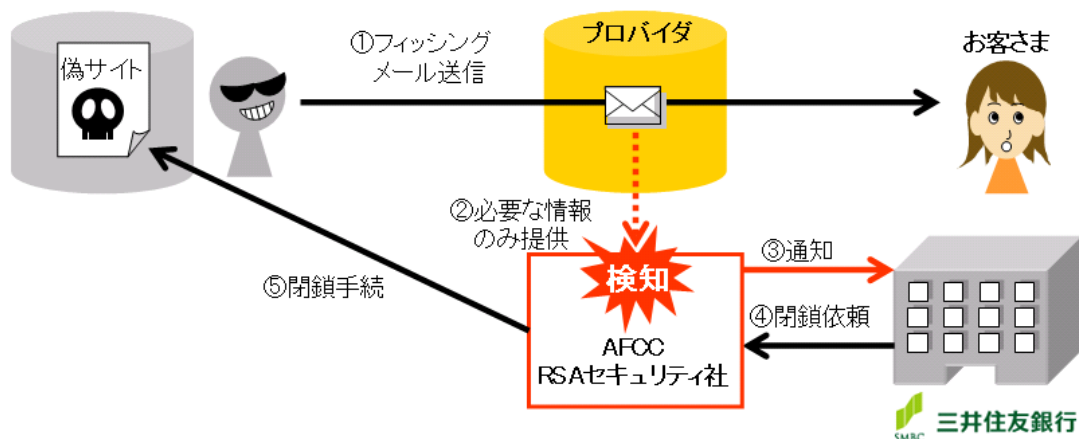 偽サイト
①フィッシング
メール送信
プロバイダ
お客さま
②必要な情報
のみ提供
検知
③通知
④閉鎖依頼
⑤閉鎖手続
AFCC
RSAセキュリティ社
SMBC
三井住友銀行